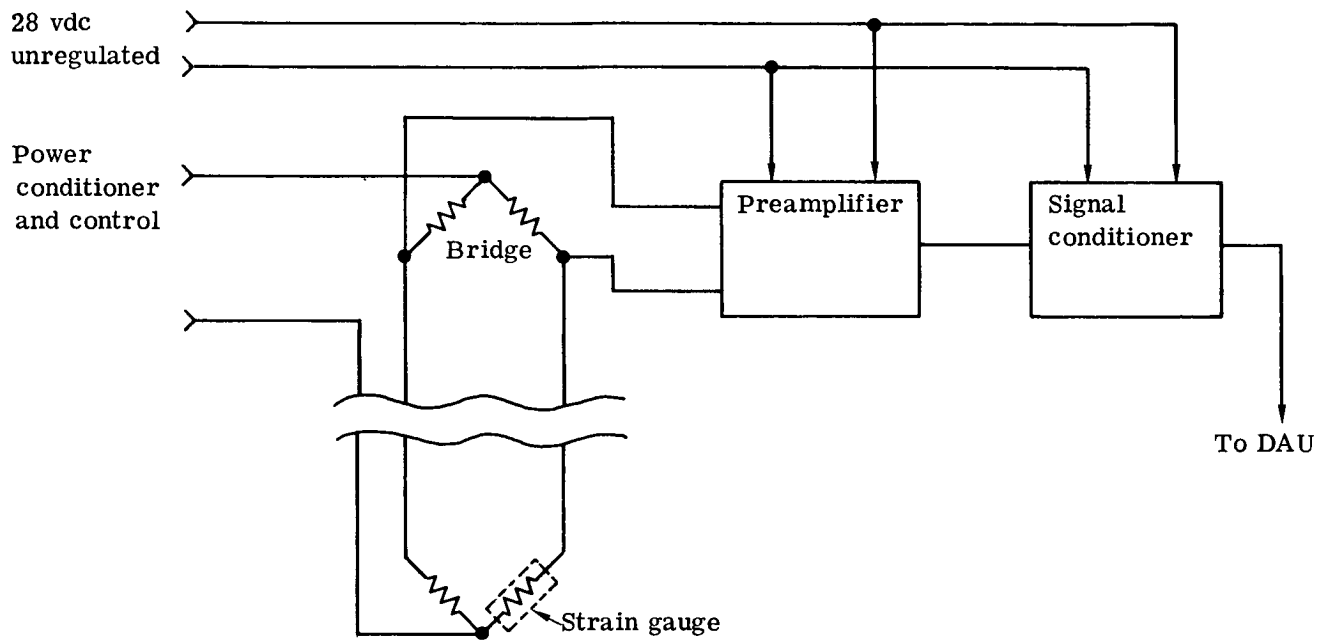 28 vdc
unregulated
Power
conditioner
and control
Bridge
Preamplifier
Signal
conditioner
To DAU
Strain gauge